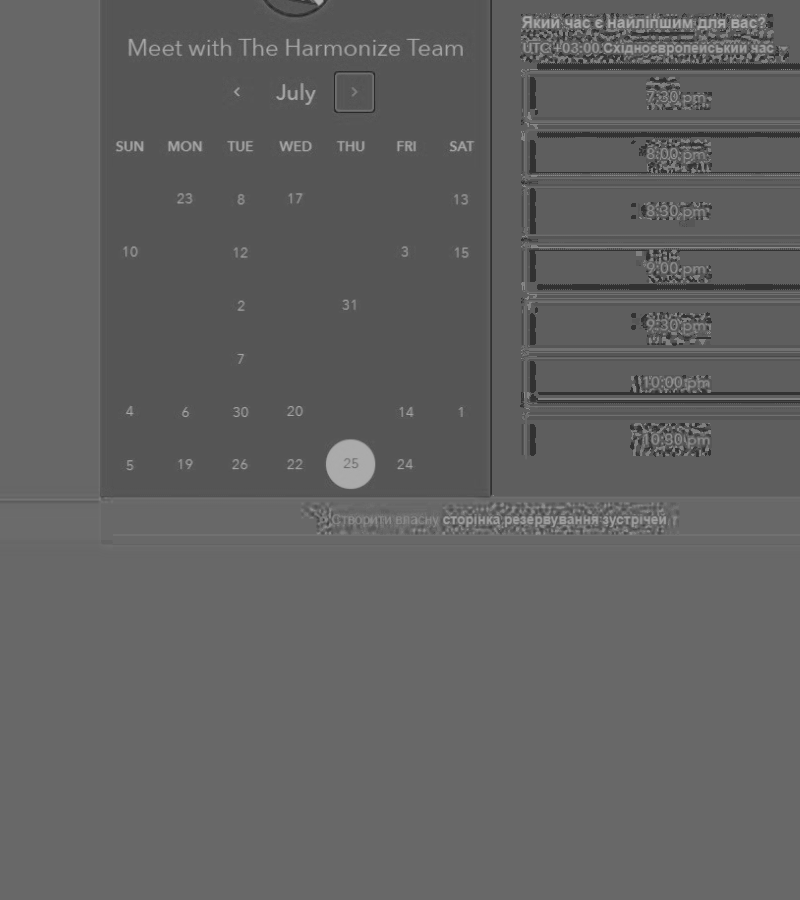 Meet with The Harmonize Team
‹ July ›
SUN MON TUE WED THU FRI SAT
23 8 17 13
10 12 3 15
2 31
7
4 6 30 20 14 1
5 19 26 22 25 24
Який час є найліпшим для вас?
UTC+03:00 Східноєвропейський час
7:30 pm
8:00 pm
8:30 pm
9:00 pm
9:30 pm
10:00 pm
10:30 pm
Створити власну сторінка резервування зустрічей